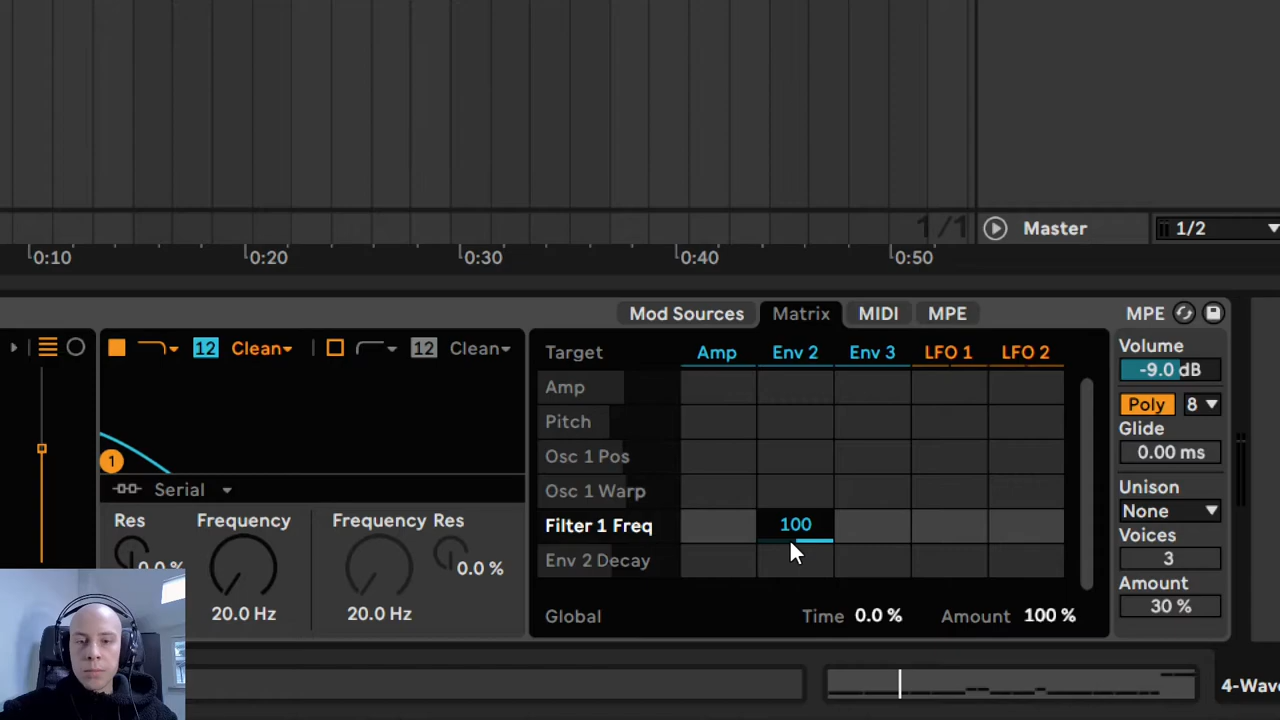 1/1
Master
1/2
0:10
0:20
0:30
0:40
0:50
Mod Sources
Matrix
MIDI
MPE
MPE
12
Clean
12
Clean
Target
Amp
Env 2
Env 3
LFO 1
LFO 2
Volume
-9.0 dB
Amp
Pitch
Poly
8
Glide
0.00 ms
Osc 1 Pos
1
Serial
Osc 1 Warp
Unison
None
Res
Frequency
Frequency
Res
Filter 1 Freq
100
Voices
3
0.0 %
0.0 %
Env 2 Decay
Amount
30 %
20.0 Hz
20.0 Hz
Global
Time
0.0 %
Amount
100 %
4-Wave